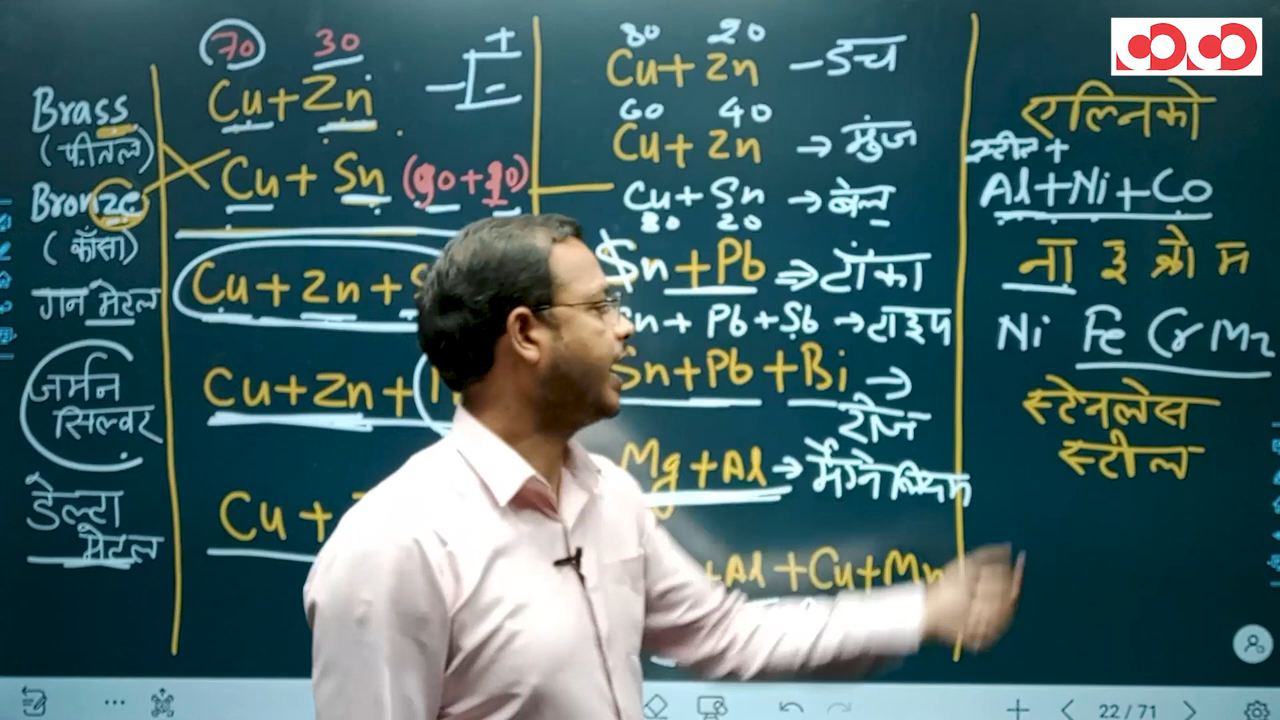 70 30
Brass
Cu+Zn
(पीतल)
Bronze
Cu+Sn (90+10)
(काँसा)
गन मेटल
Cu+Zn+
जर्मन
सिल्वर
Cu+Zn+
डेल्टा
मेटल
Cu+
80 20
Cu+Zn –डच
60 40
Cu+Zn → मुंज
Cu+Sn → बेल
80 20
Sn+Pb ⇒ टाँका
Sn+Pb+Sb → टाइप
Sn+Pb+Bi →
रोज
Mg+Al → मैग्नेलियम
+Al+Cu+Mn
एल्निको
स्टील +
Al+Ni+Co
नाइक्रोम
Ni Fe Cr Mn
स्टेनलेस
स्टील
22/71